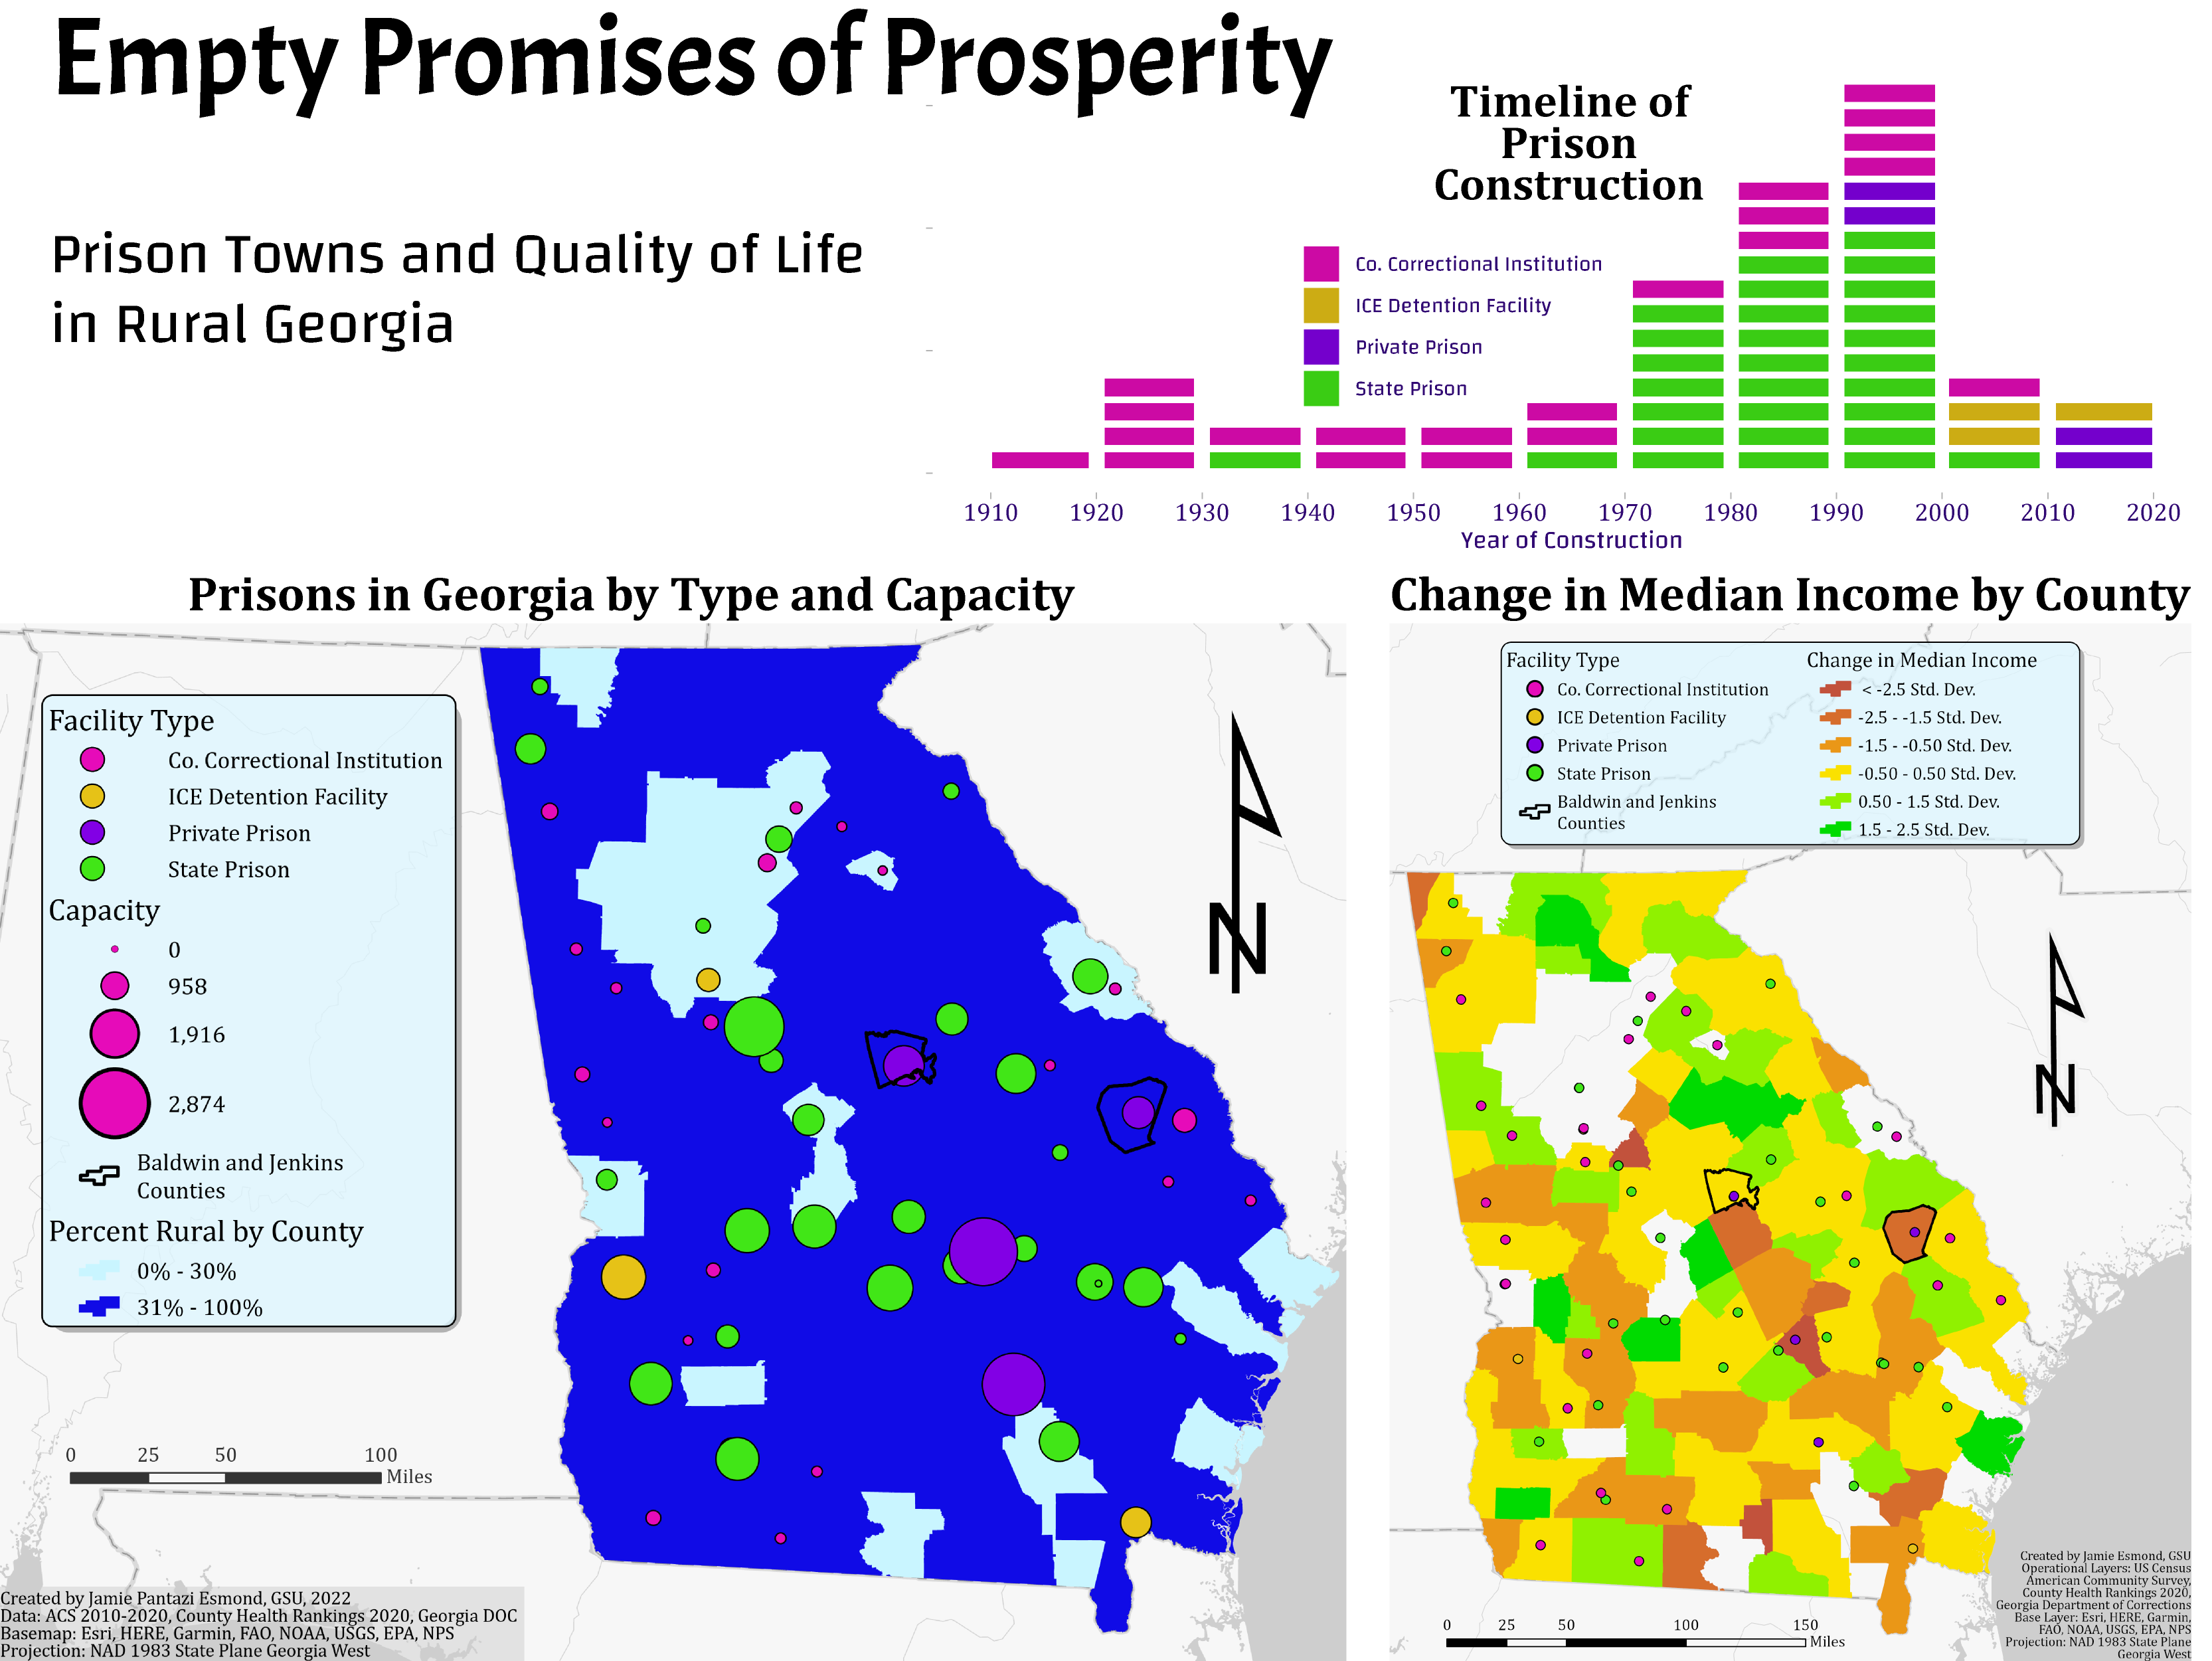 Empty Promises of Prosperity
Prison Towns and Quality of Life
in Rural Georgia
Timeline of
Prison
Construction
Co. Correctional Institution
ICE Detention Facility
Private Prison
State Prison
1910 1920 1930 1940 1950 1960 1970 1980 1990 2000 2010 2020
Year of Construction
Prisons in Georgia by Type and Capacity
Facility Type
Co. Correctional Institution
ICE Detention Facility
Private Prison
State Prison
Capacity
0
958
1,916
2,874
Baldwin and Jenkins
Counties
Percent Rural by County
0% - 30%
31% - 100%
N
0 25 50 100
Miles
Created by Jamie Pantazi Esmond, GSU, 2022
Data: ACS 2010-2020, County Health Rankings 2020, Georgia DOC
Basemap: Esri, HERE, Garmin, FAO, NOAA, USGS, EPA, NPS
Projection: NAD 1983 State Plane Georgia West
Change in Median Income by County
Facility Type
Co. Correctional Institution
ICE Detention Facility
Private Prison
State Prison
Baldwin and Jenkins
Counties
Change in Median Income
< -2.5 Std. Dev.
-2.5 - -1.5 Std. Dev.
-1.5 - -0.50 Std. Dev.
-0.50 - 0.50 Std. Dev.
0.50 - 1.5 Std. Dev.
1.5 - 2.5 Std. Dev.
N
0 25 50 100 150
Miles
Created by Jamie Esmond, GSU
Operational Layers: US Census
American Community Survey,
County Health Rankings 2020,
Georgia Department of Corrections
Base Layer: Esri, HERE, Garmin,
FAO, NOAA, USGS, EPA, NPS
Projection: NAD 1983 State Plane
Georgia West